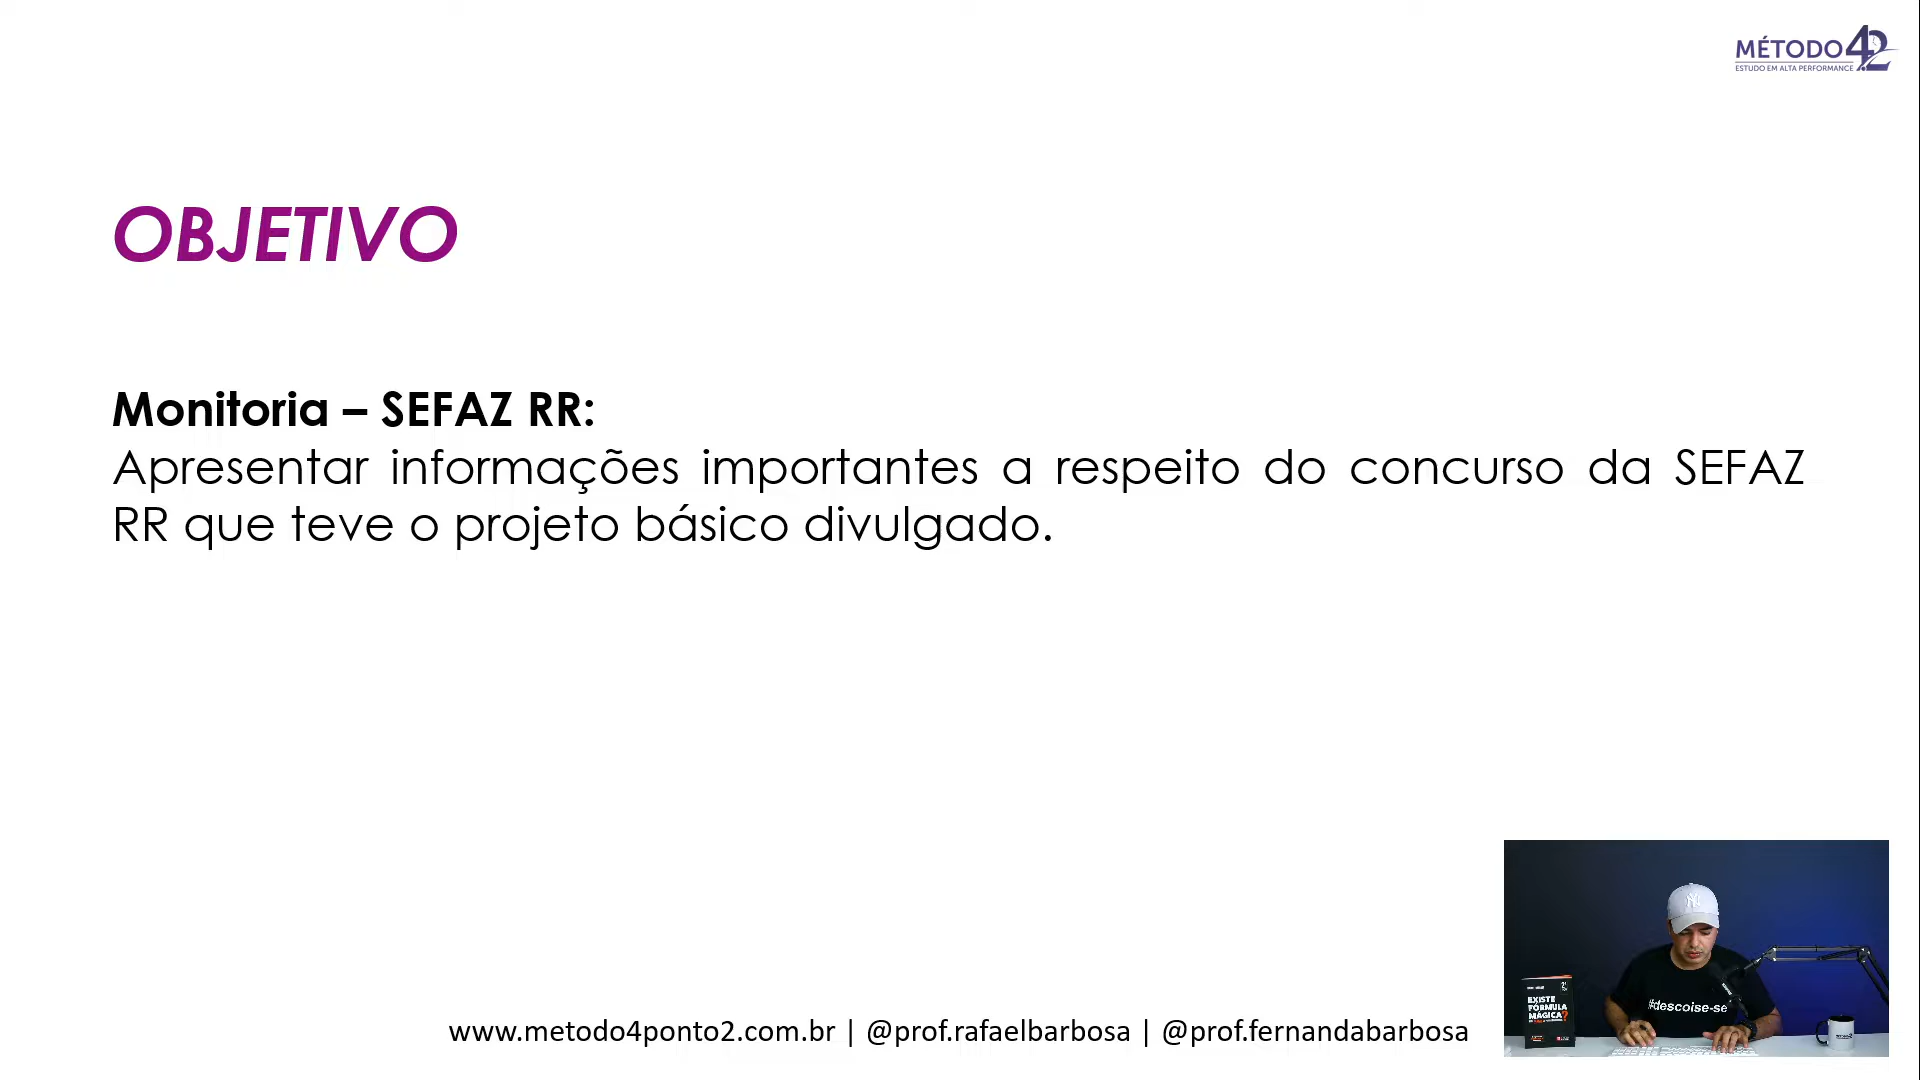 MÉTODO 4.2
ESTUDO EM ALTA PERFORMANCE
OBJETIVO
Monitoria – SEFAZ RR:
Apresentar informações importantes a respeito do concurso da SEFAZ
RR que teve o projeto básico divulgado.
EXISTE
FÓRMULA
MÁGICA?
#descoise-se
www.metodo4ponto2.com.br | @prof.rafaelbarbosa | @prof.fernandabarbosa